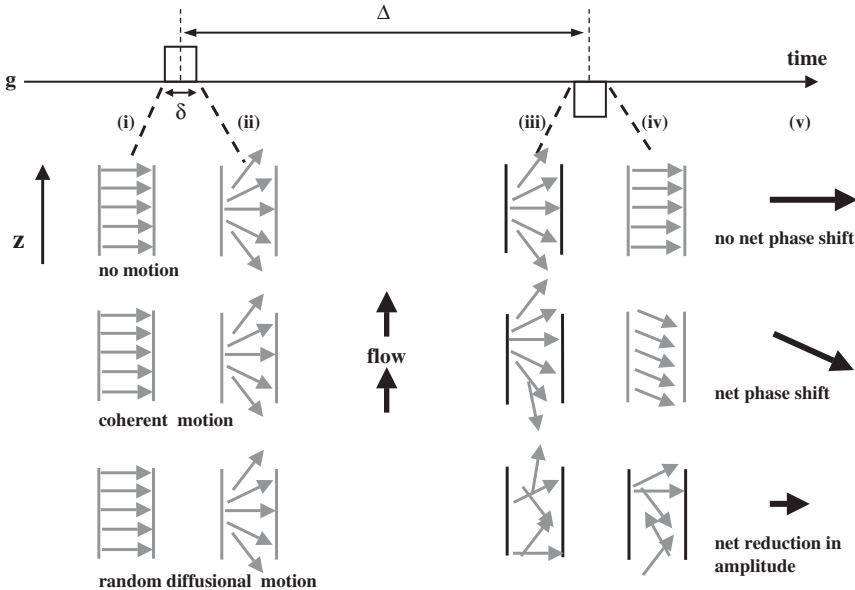 Δ
time
g
δ
(i)
(ii)
(iii)
(iv)
(v)
z
no motion
no net phase shift
flow
coherent motion
net phase shift
random diffusional motion
net reduction in
amplitude